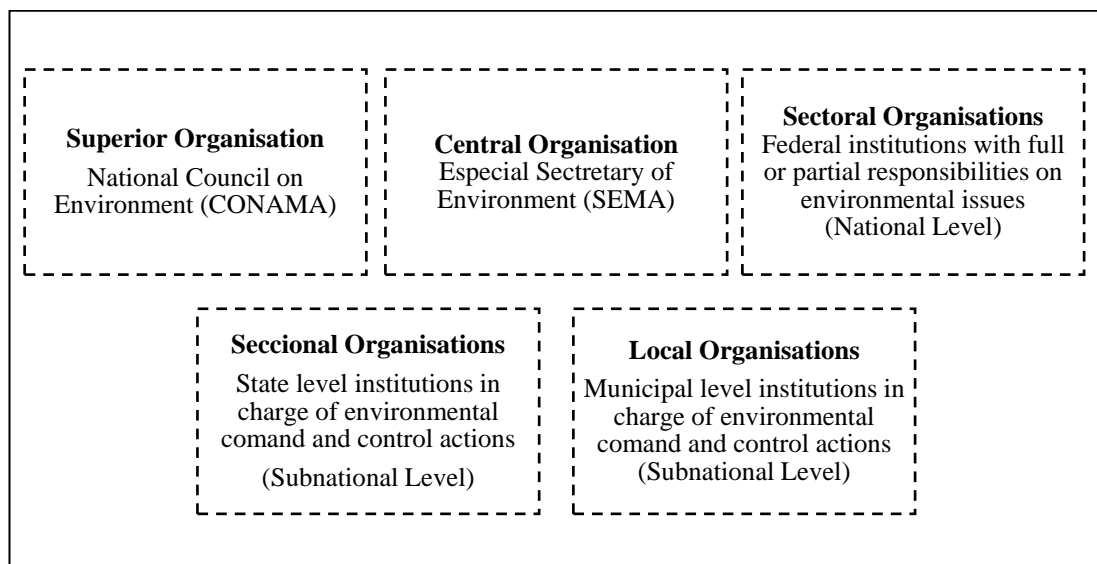 Superior Organisation
National Council on
Environment (CONAMA)
Central Organisation
Especial Sectretary of
Environment (SEMA)
Sectoral Organisations
Federal institutions with full
or partial responsibilities on
environmental issues
(National Level)
Seccional Organisations
State level institutions in
charge of environmental
comand and control actions
(Subnational Level)
Local Organisations
Municipal level institutions in
charge of environmental
comand and control actions
(Subnational Level)